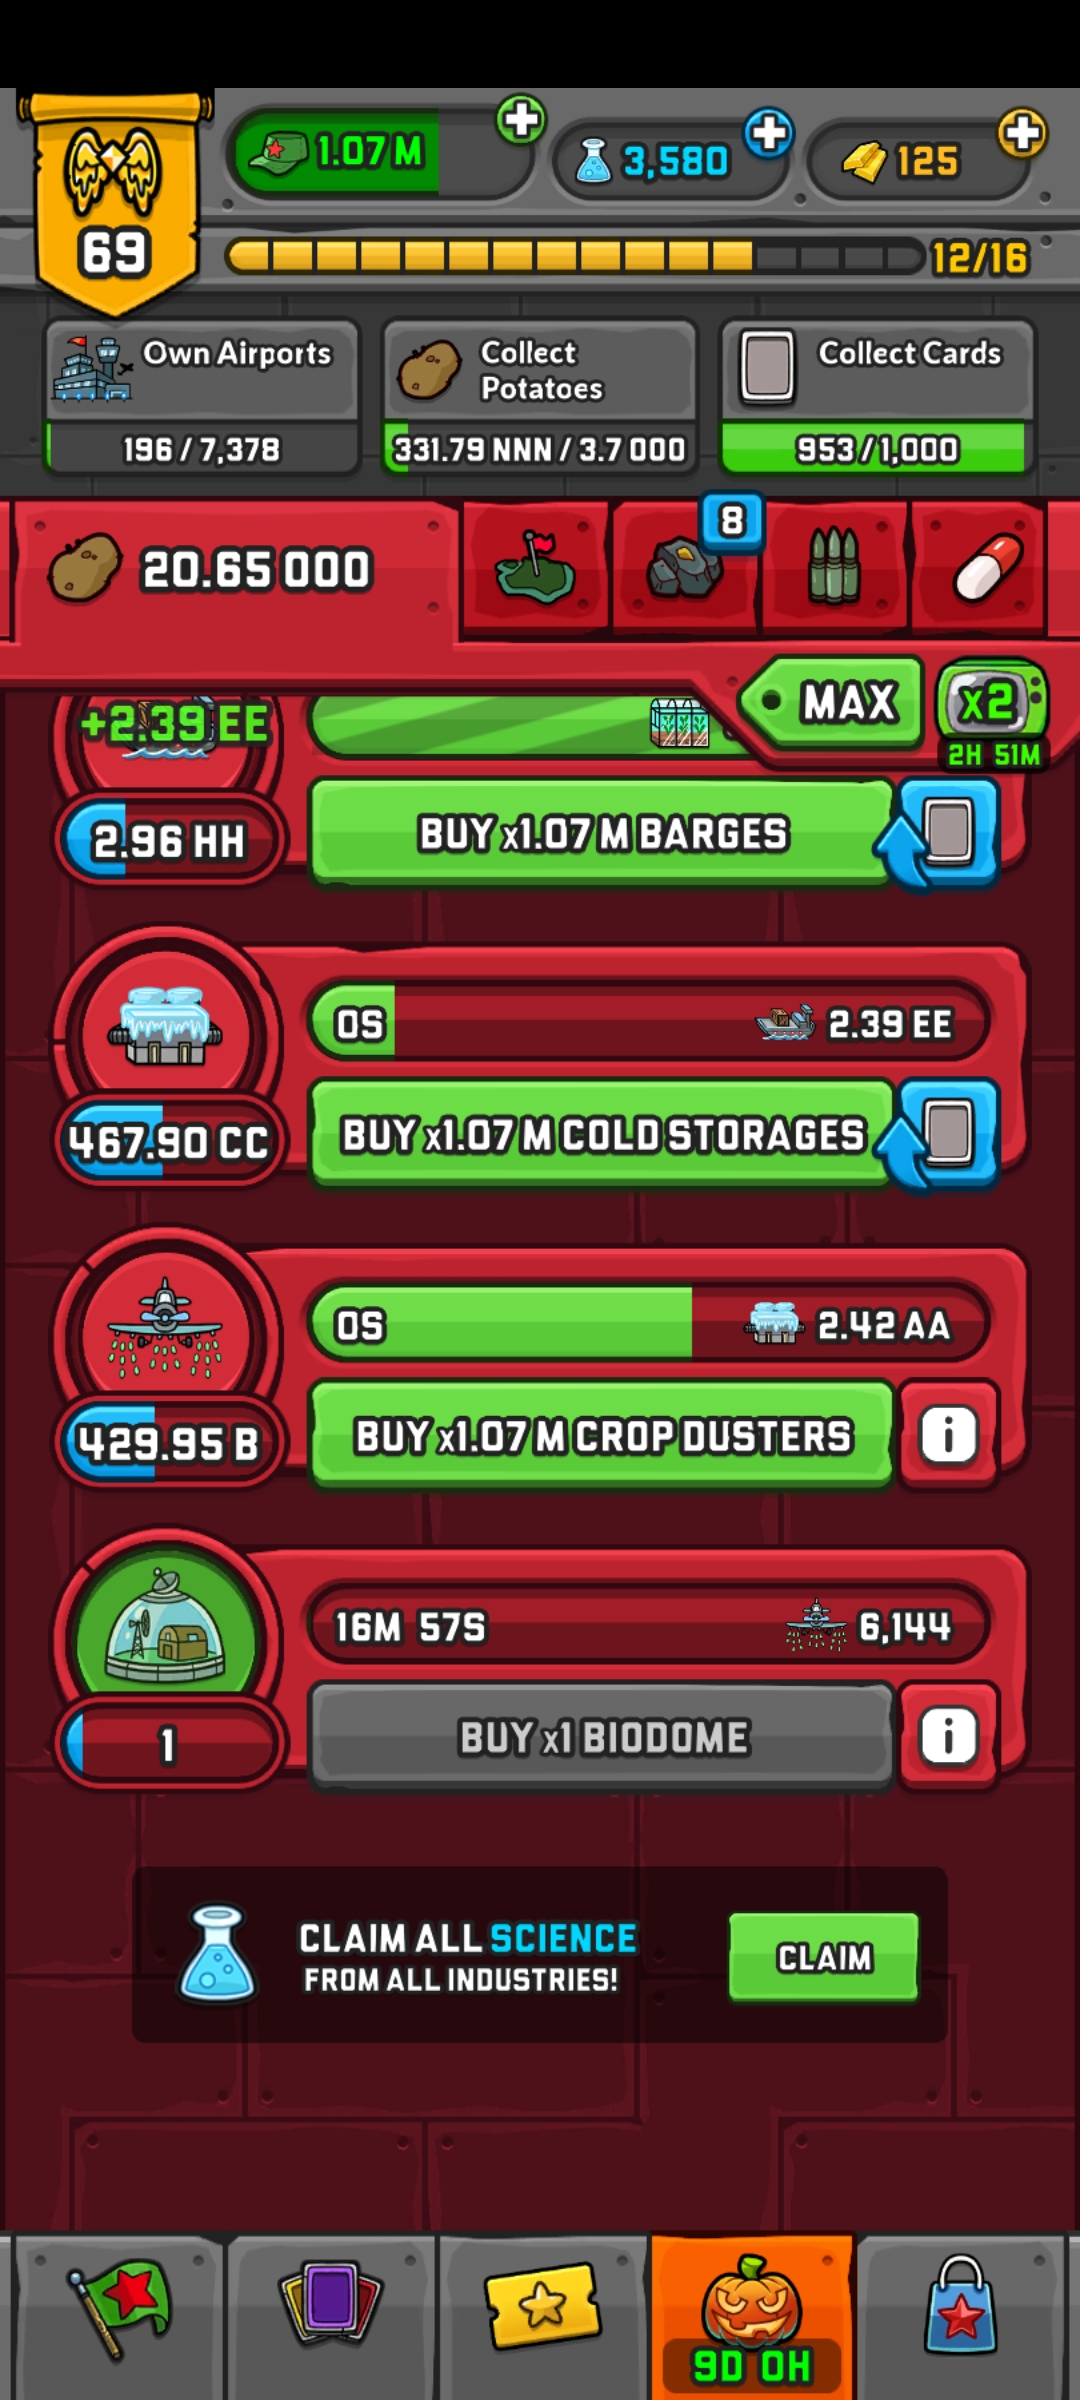 69
1.07 M
3,580
125
12/16
Own Airports
196 / 7,378
Collect
Potatoes
331.79 NNN / 3.7 OOO
Collect Cards
953 / 1,000
20.65 OOO
8
MAX
x2
2H 51M
+2.39 EE
2.96 HH
BUY x1.07 M BARGES
0S
2.39 EE
467.90 CC
BUY x1.07 M COLD STORAGES
0S
2.42 AA
429.95 B
BUY x1.07 M CROP DUSTERS
i
16M 57S
6,144
1
BUY x1 BIODOME
i
CLAIM ALL SCIENCE
FROM ALL INDUSTRIES!
CLAIM
9D 0H